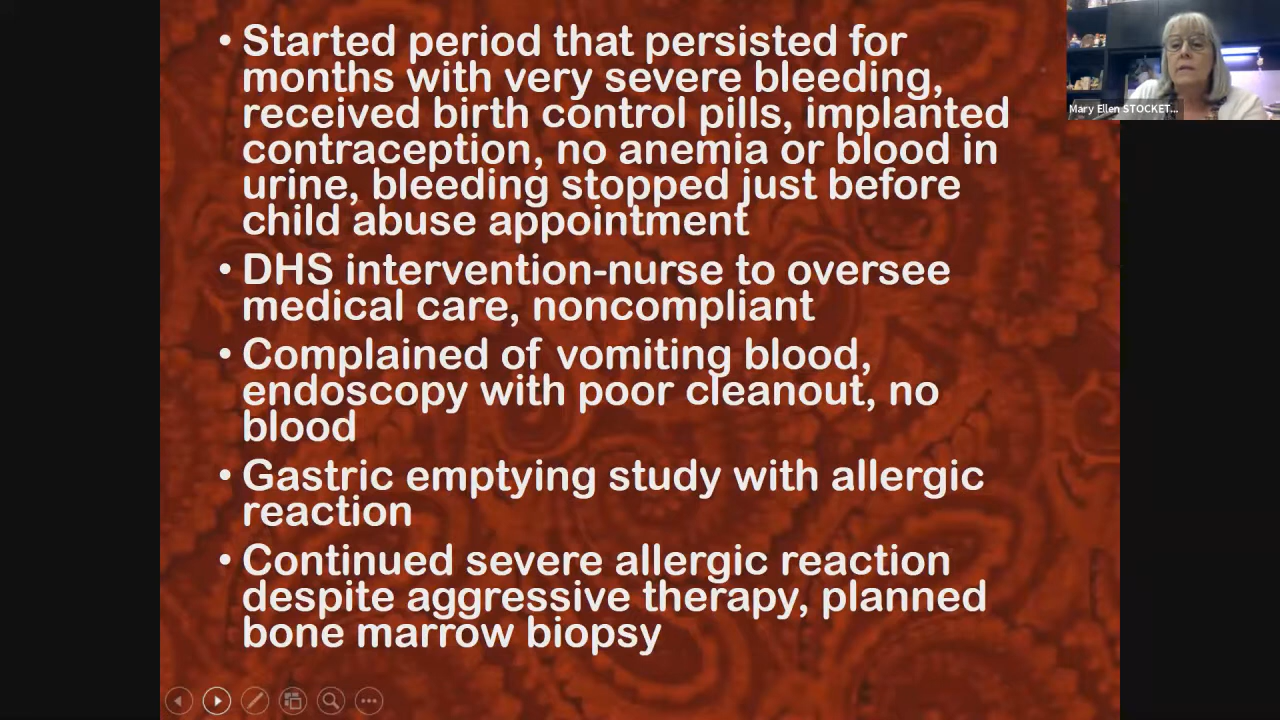 • Started period that persisted for
months with very severe bleeding,
received birth control pills, implanted
contraception, no anemia or blood in
urine, bleeding stopped just before
child abuse appointment
• DHS intervention-nurse to oversee
medical care, noncompliant
• Complained of vomiting blood,
endoscopy with poor cleanout, no
blood
• Gastric emptying study with allergic
reaction
• Continued severe allergic reaction
despite aggressive therapy, planned
bone marrow biopsy
Mary Ellen STOCKET...